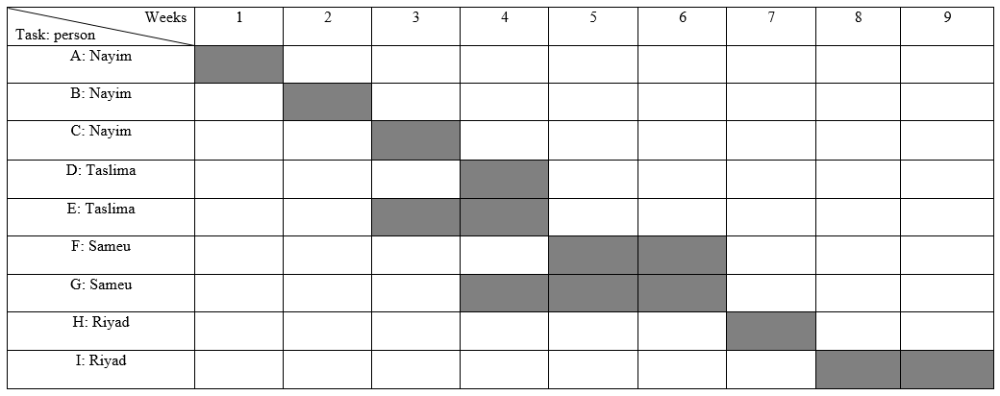 Weeks 1 2 3 4 5 6 7 8 9
Task: person
A: Nayim
B: Nayim
C: Nayim
D: Taslima
E: Taslima
F: Sameu
G: Sameu
H: Riyad
I: Riyad